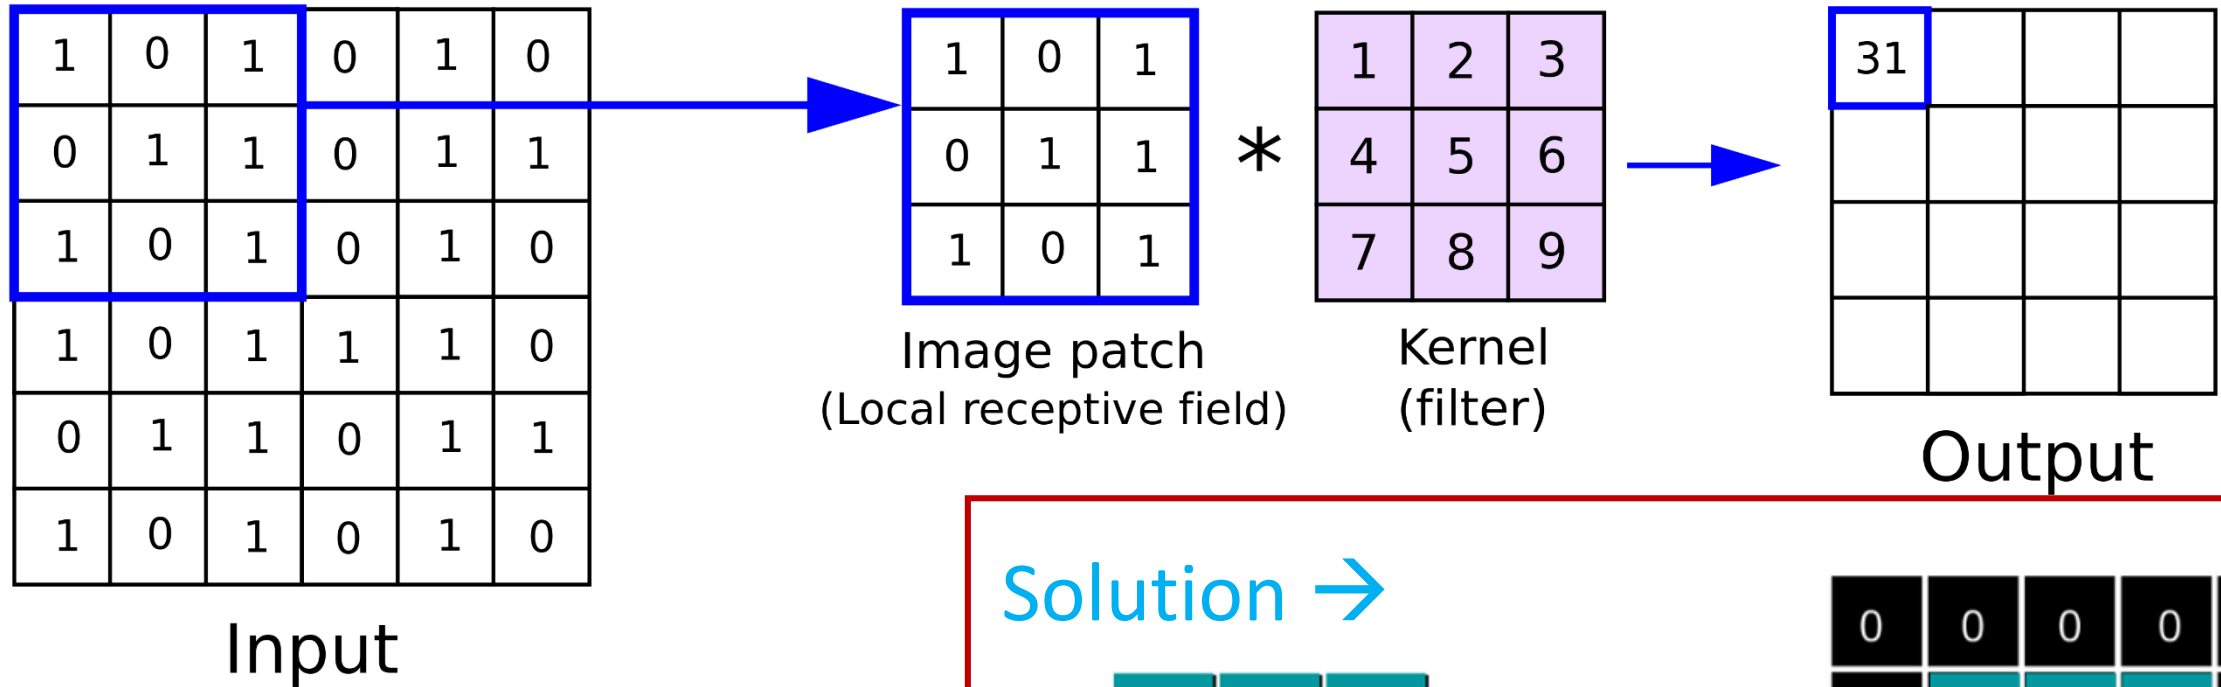 1 0 1 0 1 0
0 1 1 0 1 1
1 0 1 0 1 0
1 0 1 1 1 0
0 1 1 0 1 1
1 0 1 0 1 0
Input
1 0 1
0 1 1
1 0 1
Image patch
(Local receptive field)
*
1 2 3
4 5 6
7 8 9
Kernel
(filter)
31
Output
Solution →
0 0 0 0